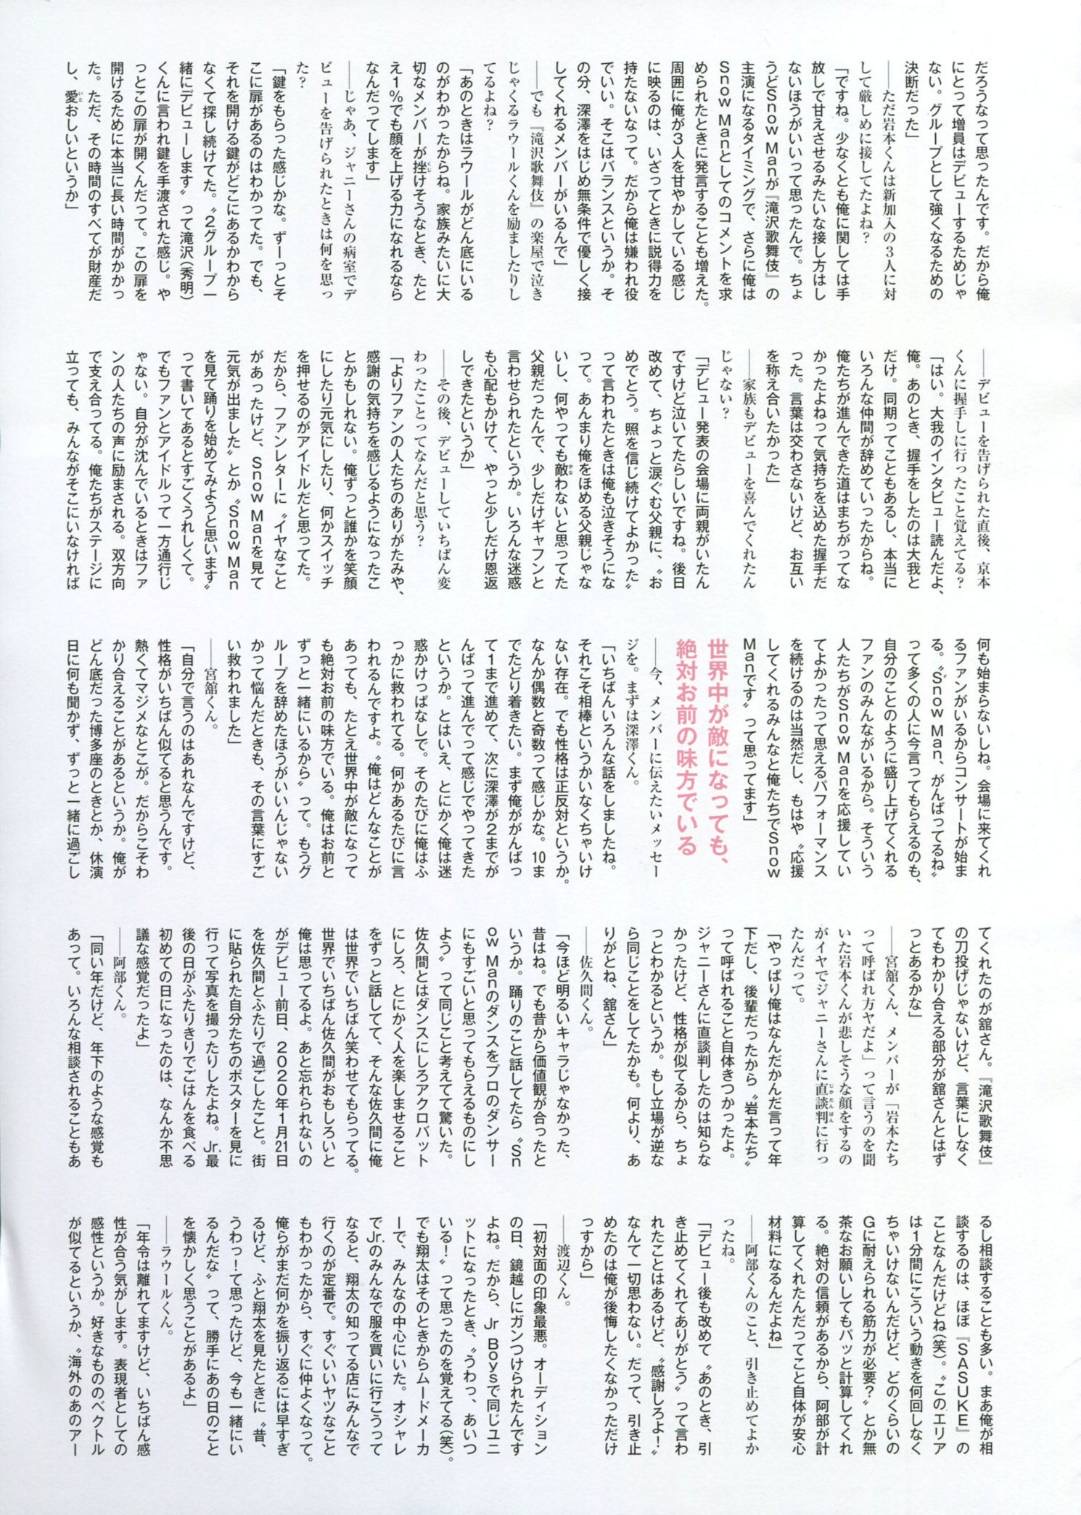 だろうなって思ったんです。だから俺
にとって増員はデビューするためじゃ
ない。グループとして強くなるための
決断だった」
――ただ岩本くんは新加入の3人に対
して厳しめに接してたよね？
「ですね。少なくとも俺に関しては手
放しで甘えさせるみたいな接し方はし
ないほうがいいって思ったんで。ちょ
うどSnow Manが『滝沢歌舞伎』の
主演になるタイミングで、さらに俺は
Snow Manとしてのコメントを求
められたときに発言することも増えた。
周囲に俺が3人を甘やかしている感じ
に映るのは、いざってときに説得力を
持たないなって。だから俺は嫌われ役
でいい。そこはバランスというか。そ
の分、深澤をはじめ無条件で優しく接
してくれるメンバーがいるんで」
――でも『滝沢歌舞伎』の楽屋で泣き
じゃくるラウールくんを励ましたりし
てるよね？
「あのときはラウールがどん底にいる
のがわかったからね。家族みたいに大
切なメンバーが挫けそうなとき、たと
え1％でも顔を上げる力になれるなら
なんだってします」
――じゃあ、ジャニーさんの病室でデ
ビューを告げられたときは何を思っ
た？
「鍵をもらった感じかな。ずーっとそ
こに扉があるのはわかってた。でも、
それを開ける鍵がどこにあるかわから
なくて探し続けてた。〝2グループ一
緒にデビューします〟って滝沢（秀明）
くんに言われ鍵を手渡された感じ。や
っとこの扉が開くんだって。この扉を
開けるために本当に長い時間がかかっ
た。ただ、その時間のすべてが財産だ
し、愛おしいというか」
――デビューを告げられた直後、京本
くんに握手しに行ったこと覚えてる？
「はい。大我のインタビュー読んだよ、
俺。あのとき、握手をしたのは大我と
だけ。同期ってこともあるし、本当に
いろんな仲間が辞めていったからね。
俺たちが進んできた道はまちがってな
かったよねって気持ちを込めた握手だ
った。言葉は交わさないけど、お互い
を称え合いたかった」
――家族もデビューを喜んでくれたん
じゃない？
「デビュー発表の会場に両親がいたん
ですけど泣いてたらしいですね。後日
改めて、ちょっと涙ぐむ父親に、〝お
めでとう。照を信じ続けてよかった〟
って言われたときは俺も泣きそうにな
って。あんまり俺をほめる父親じゃな
いし、何やっても敵わないと思ってた
父親だったんで、少しだけギャフンと
言わせられたというか。いろんな迷惑
も心配もかけて、やっと少しだけ恩返
しできたというか」
――その後、デビューしていちばん変
わったことってなんだと思う？
「よりファンの人たちのありがたみや、
感謝の気持ちを感じるようになったこ
とかもしれない。俺ずっと誰かを笑顔
にしたり元気にしたり、何かスイッチ
を押せるのがアイドルだと思ってた。
だから、ファンレターに〝イヤなこと
があったけど、Snow Manを見て
元気が出ました〟とか〝Snow Man
を見て踊りを始めてみようと思います〟
って書いてあるとすごくうれしくて。
でもファンとアイドルって一方通行じ
ゃない。自分が沈んでいるときはファ
ンの人たちの声に励まされる。双方向
で支え合ってる。俺たちがステージに
立っても、みんながそこにいなければ
何も始まらないしね。会場に来てくれ
るファンがいるからコンサートが始ま
る。〝Snow Man、がんばってるね〟
って多くの人に今言ってもらえるのも、
自分のことのように盛り上げてくれる
ファンのみんながいるから。そういう
人たちがSnow Manを応援してい
てよかったって思えるパフォーマンス
を続けるのは当然だし、もはや〝応援
してくれるみんなと俺たちでSnow
Manです〟って思ってます」
世界中が敵になっても、
絶対お前の味方でいる
――今、メンバーに伝えたいメッセー
ジを。まずは深澤くん。
「いちばんいろんな話をしましたね。
それこそ相棒というかいなくちゃいけ
ない存在。でも性格は正反対というか。
なんか偶数と奇数って感じかな。10ま
でたどり着きたい。まず俺ががんばっ
て1まで進めて、次に深澤が2までが
んばって進んでって感じでやってきた
というか。とはいえ、とにかく俺は迷
惑かけっぱなしで。そのたびに俺はふ
っかに救われてる。何かあるたびに言
われるんですよ。〝俺はどんなことが
あっても、たとえ世界中が敵になって
も絶対お前の味方でいる。俺はお前と
ずっと一緒にいるから〟って。もうグ
ループを辞めたほうがいいんじゃない
かって悩んだときも、その言葉にすご
い救われました」
――宮舘くん。
「自分で言うのはあれなんですけど、
性格がいちばん似てると思うんです。
熱くてマジメなとこが。だからこそわ
かり合えることがあるというか。俺が
どん底だった博多座のときとか、休演
日に何も聞かず、ずっと一緒に過ごし
てくれたのが舘さん。『滝沢歌舞伎』
の刀投げじゃないけど、言葉にしなく
てもわかり合える部分が舘さんとはず
っとあるかな」
――宮舘くん、メンバーが「岩本たち
って呼ばれ方ヤだよ」って言うのを聞
いた岩本くんが悲しそうな顔をするの
がイヤでジャニーさんに直談判に行っ
たんだって。
「やっぱり俺はなんだかんだ言って年
下だし、後輩だったから〝岩本たち〟
って呼ばれること自体きつかったよ。
ジャニーさんに直談判したのは知らな
かったけど、性格が似てるから、ちょ
っとわかるというか。もし立場が逆な
ら同じことをしてたかも。何より、あ
りがとね、舘さん」
――佐久間くん。
「今ほど明るいキャラじゃなかった、
昔はね。でも昔から価値観が合ったと
いうか。踊りのこと話してたら〝Sn
ow Manのダンスをプロのダンサー
にもすごいと思ってもらえるものにし
よう〟って同じこと考えてて驚いた。
佐久間とはダンスにしろアクロバット
にしろ、とにかく人を楽しませること
をずっと話してて、そんな佐久間に俺
は世界でいちばん笑わせてもらってる。
世界でいちばん佐久間がおもしろいと
俺は思ってるよ。あと忘れられないの
がデビュー前日、2020年1月21日
を佐久間とふたりで過ごしたこと。街
に貼られた自分たちのポスターを見に
行って写真を撮ったりしたよね。Jr.最
後の日がふたりきりでごはんを食べる
初めての日になったのは、なんか不思
議な感覚だったよ」
――阿部くん。
「同い年だけど、年下のような感覚も
あって。いろんな相談されることもあ
るし相談することも多い。まあ俺が相
談するのは、ほぼ『SASUKE』の
ことなんだけどね（笑）。〝このエリア
は1分間にこういう動きを何回しなく
ちゃいけないんだけど、どのくらいの
Gに耐えられる筋力が必要？〟とか無
茶なお願いしてもパッと計算してくれ
る。絶対の信頼があるから、阿部が計
算してくれたんだってこと自体が安心
材料になるんだよね」
――阿部くんのこと、引き止めてよか
ったね。
「デビュー後も改めて〝あのとき、引
き止めてくれてありがとう〟って言わ
れたことはあるけど、〝感謝しろよ！〟
なんて一切思わない。だって、引き止
めたのは俺が後悔したくなかっただけ
っすから」
――渡辺くん。
「初対面の印象最悪。オーディション
の日、鏡越しにガンつけられたんです
よね。だから、Jr Boysで同じユニ
ットになったとき、〝うわっ、あいつ
いる！〟って思ったのを覚えてる（笑）。
でも翔太はそのときからムードメーカ
ーで、みんなの中心にいた。オシャレ
でJr.のみんなで服を買いに行こうって
なると、翔太の知ってる店にみんなで
行くのが定番で。すぐいいヤツなこと
もわかったから、すぐに仲よくなって。
俺らがまだ何かを振り返るには早すぎ
るけど、ふと翔太を見たときに〝昔、
うわっ！て思ったけど、今も一緒にい
るんだな〟って、勝手にあの日のこと
を懐かしく思うことがあるよ」
――ラウールくん。
「年令は離れてますけど、いちばん感
性が合う気がします。表現者としての
感性というか。好きなもののベクトル
が似てるというか、〝海外のあのアー